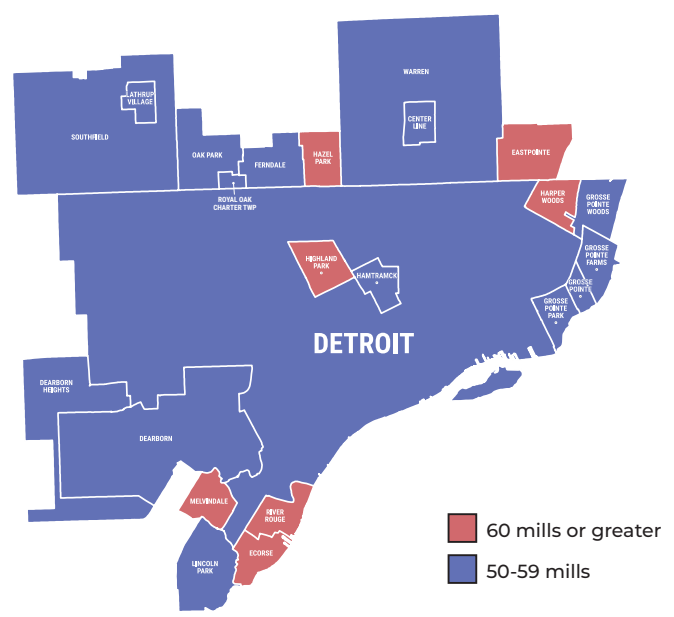 WARREN
LATHRUP
VILLAGE
SOUTHFIELD
CENTER
LINE
OAK PARK
FERNDALE
HAZEL
PARK
EASTPOINTE
ROYAL OAK
CHARTER TWP
HARPER
WOODS
GROSSE
POINTE
WOODS
GROSSE
POINTE
FARMS
HIGHLAND
PARK
HAMTRAMCK
GROSSE
POINTE
GROSSE
POINTE
PARK
DETROIT
DEARBORN
HEIGHTS
DEARBORN
MELVINDALE
RIVER
ROUGE
ECORSE
LINCOLN
PARK
60 mills or greater
50-59 mills